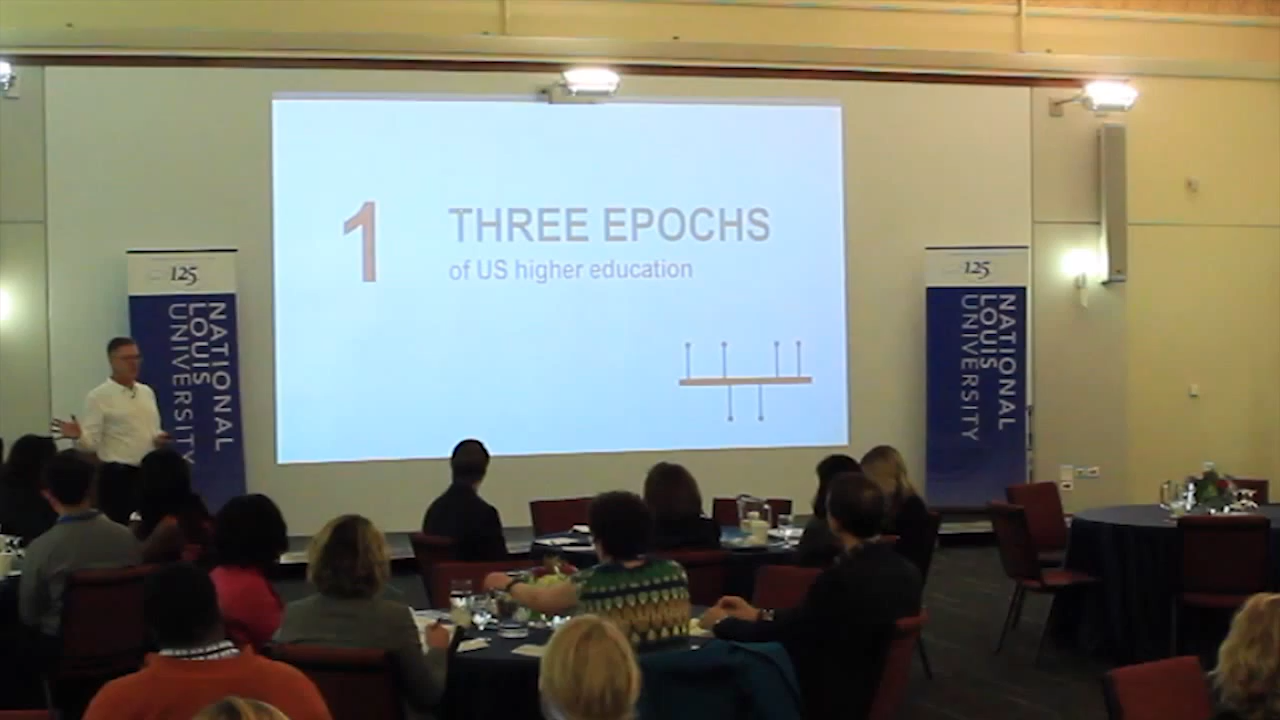 1
THREE EPOCHS
of US higher education
125
NATIONAL
LOUIS
UNIVERSITY
125
NATIONAL
LOUIS
UNIVERSITY